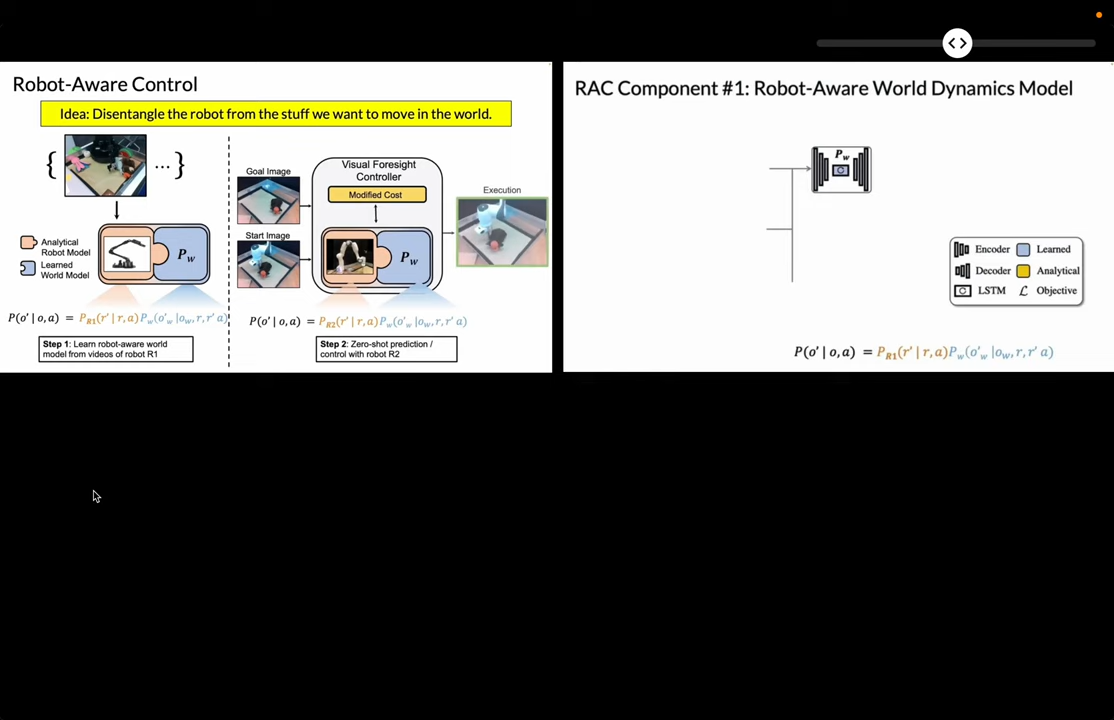 Robot-Aware Control
Idea: Disentangle the robot from the stuff we want to move in the world.
{ ... }
Analytical
Robot Model
Learned
World Model
P_w
P(o' | o, a) = P_R1(r' | r, a)P_w(o'_w |o_w, r, r' a)
Step 1: Learn robot-aware world
model from videos of robot R1
Goal Image
Start Image
Visual Foresight
Controller
Modified Cost
P_w
Execution
P(o' | o, a) = P_R2(r' | r, a)P_w(o'_w |o_w, r, r' a)
Step 2: Zero-shot prediction /
control with robot R2
RAC Component #1: Robot-Aware World Dynamics Model
P_w
Encoder Learned
Decoder Analytical
LSTM ℒ Objective
P(o' | o, a) = P_R1(r' | r, a)P_w(o'_w |o_w, r, r' a)